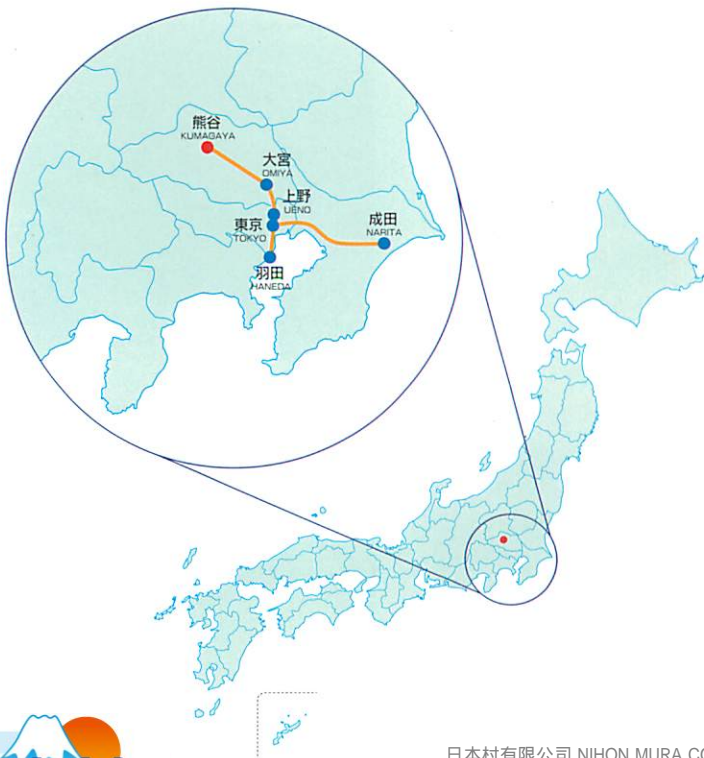 熊谷
KUMAGAYA
大宮
OMIYA
上野
UENO
東京
TOKYO
成田
NARITA
羽田
HANEDA
日本村有限公司 NIHON MURA CO